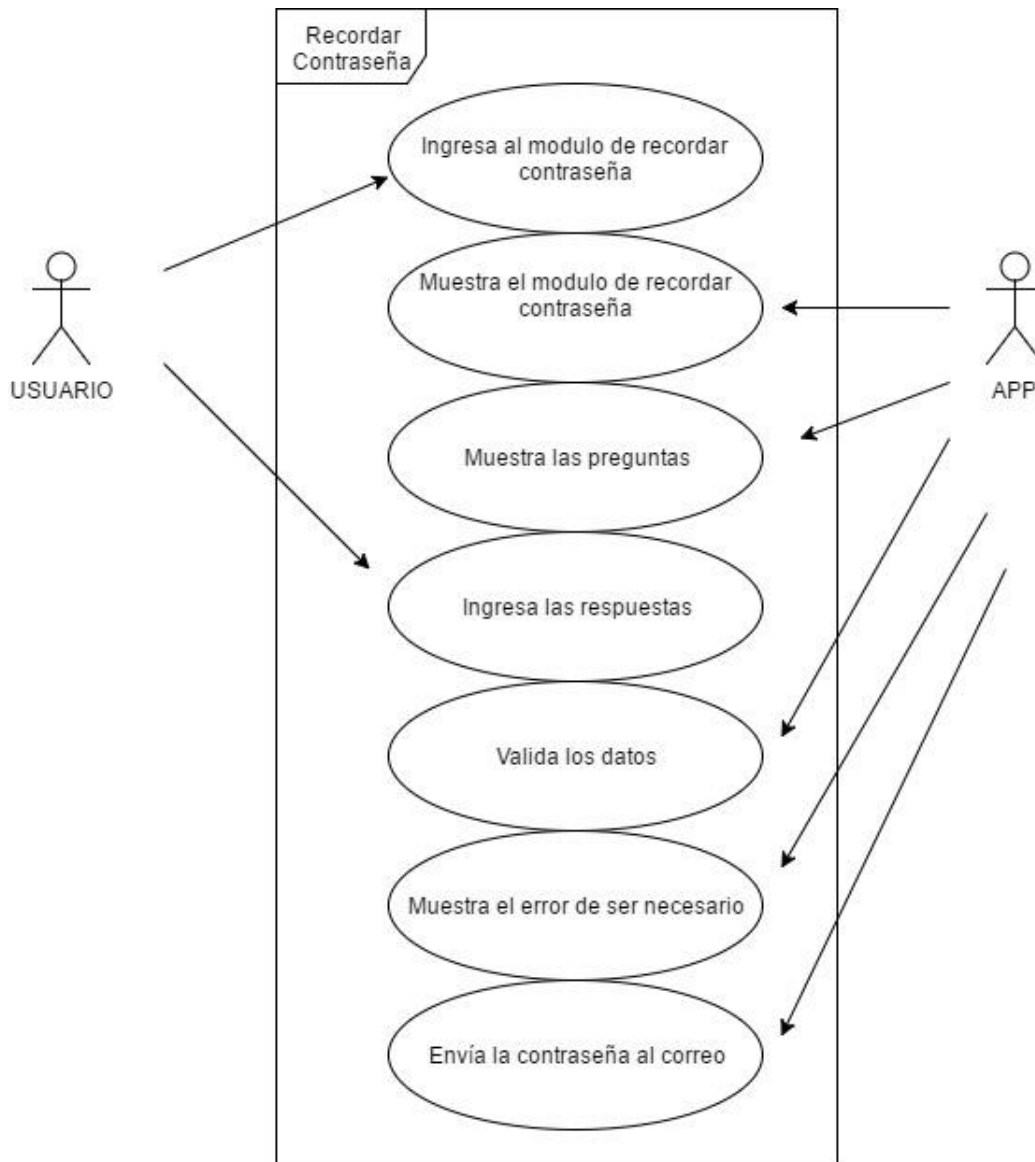 Recordar
Contraseña
Ingresa al modulo de recordar
contraseña
Muestra el modulo de recordar
contraseña
USUARIO
APP
Muestra las preguntas
Ingresa las respuestas
Valida los datos
Muestra el error de ser necesario
Envía la contraseña al correo